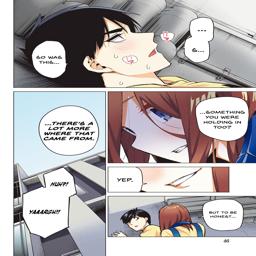 ...
G...
SO WAS
THIS...
...SOMETHING
YOU WERE
HOLDING IN
TOO?
...THERE'S A
LOT MORE
WHERE THAT
CAME FROM.
YEP.
HUH?!
YAAARGH!!
BUT TO BE
HONEST...